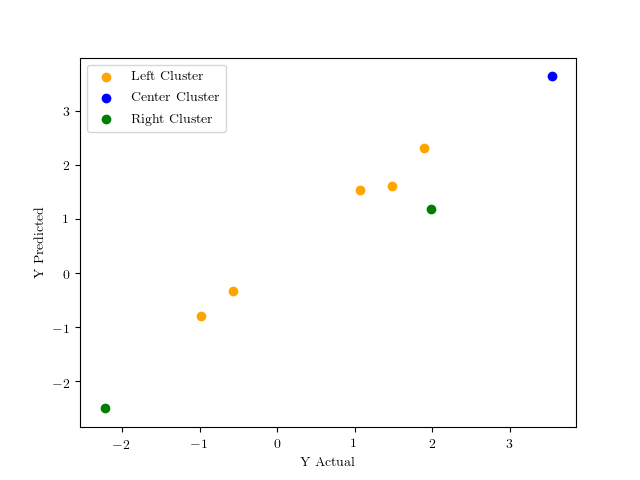 Left Cluster
Center Cluster
Right Cluster
3
2
1
0
−1
−2
Y Predicted
−2 −1 0 1 2 3
Y Actual